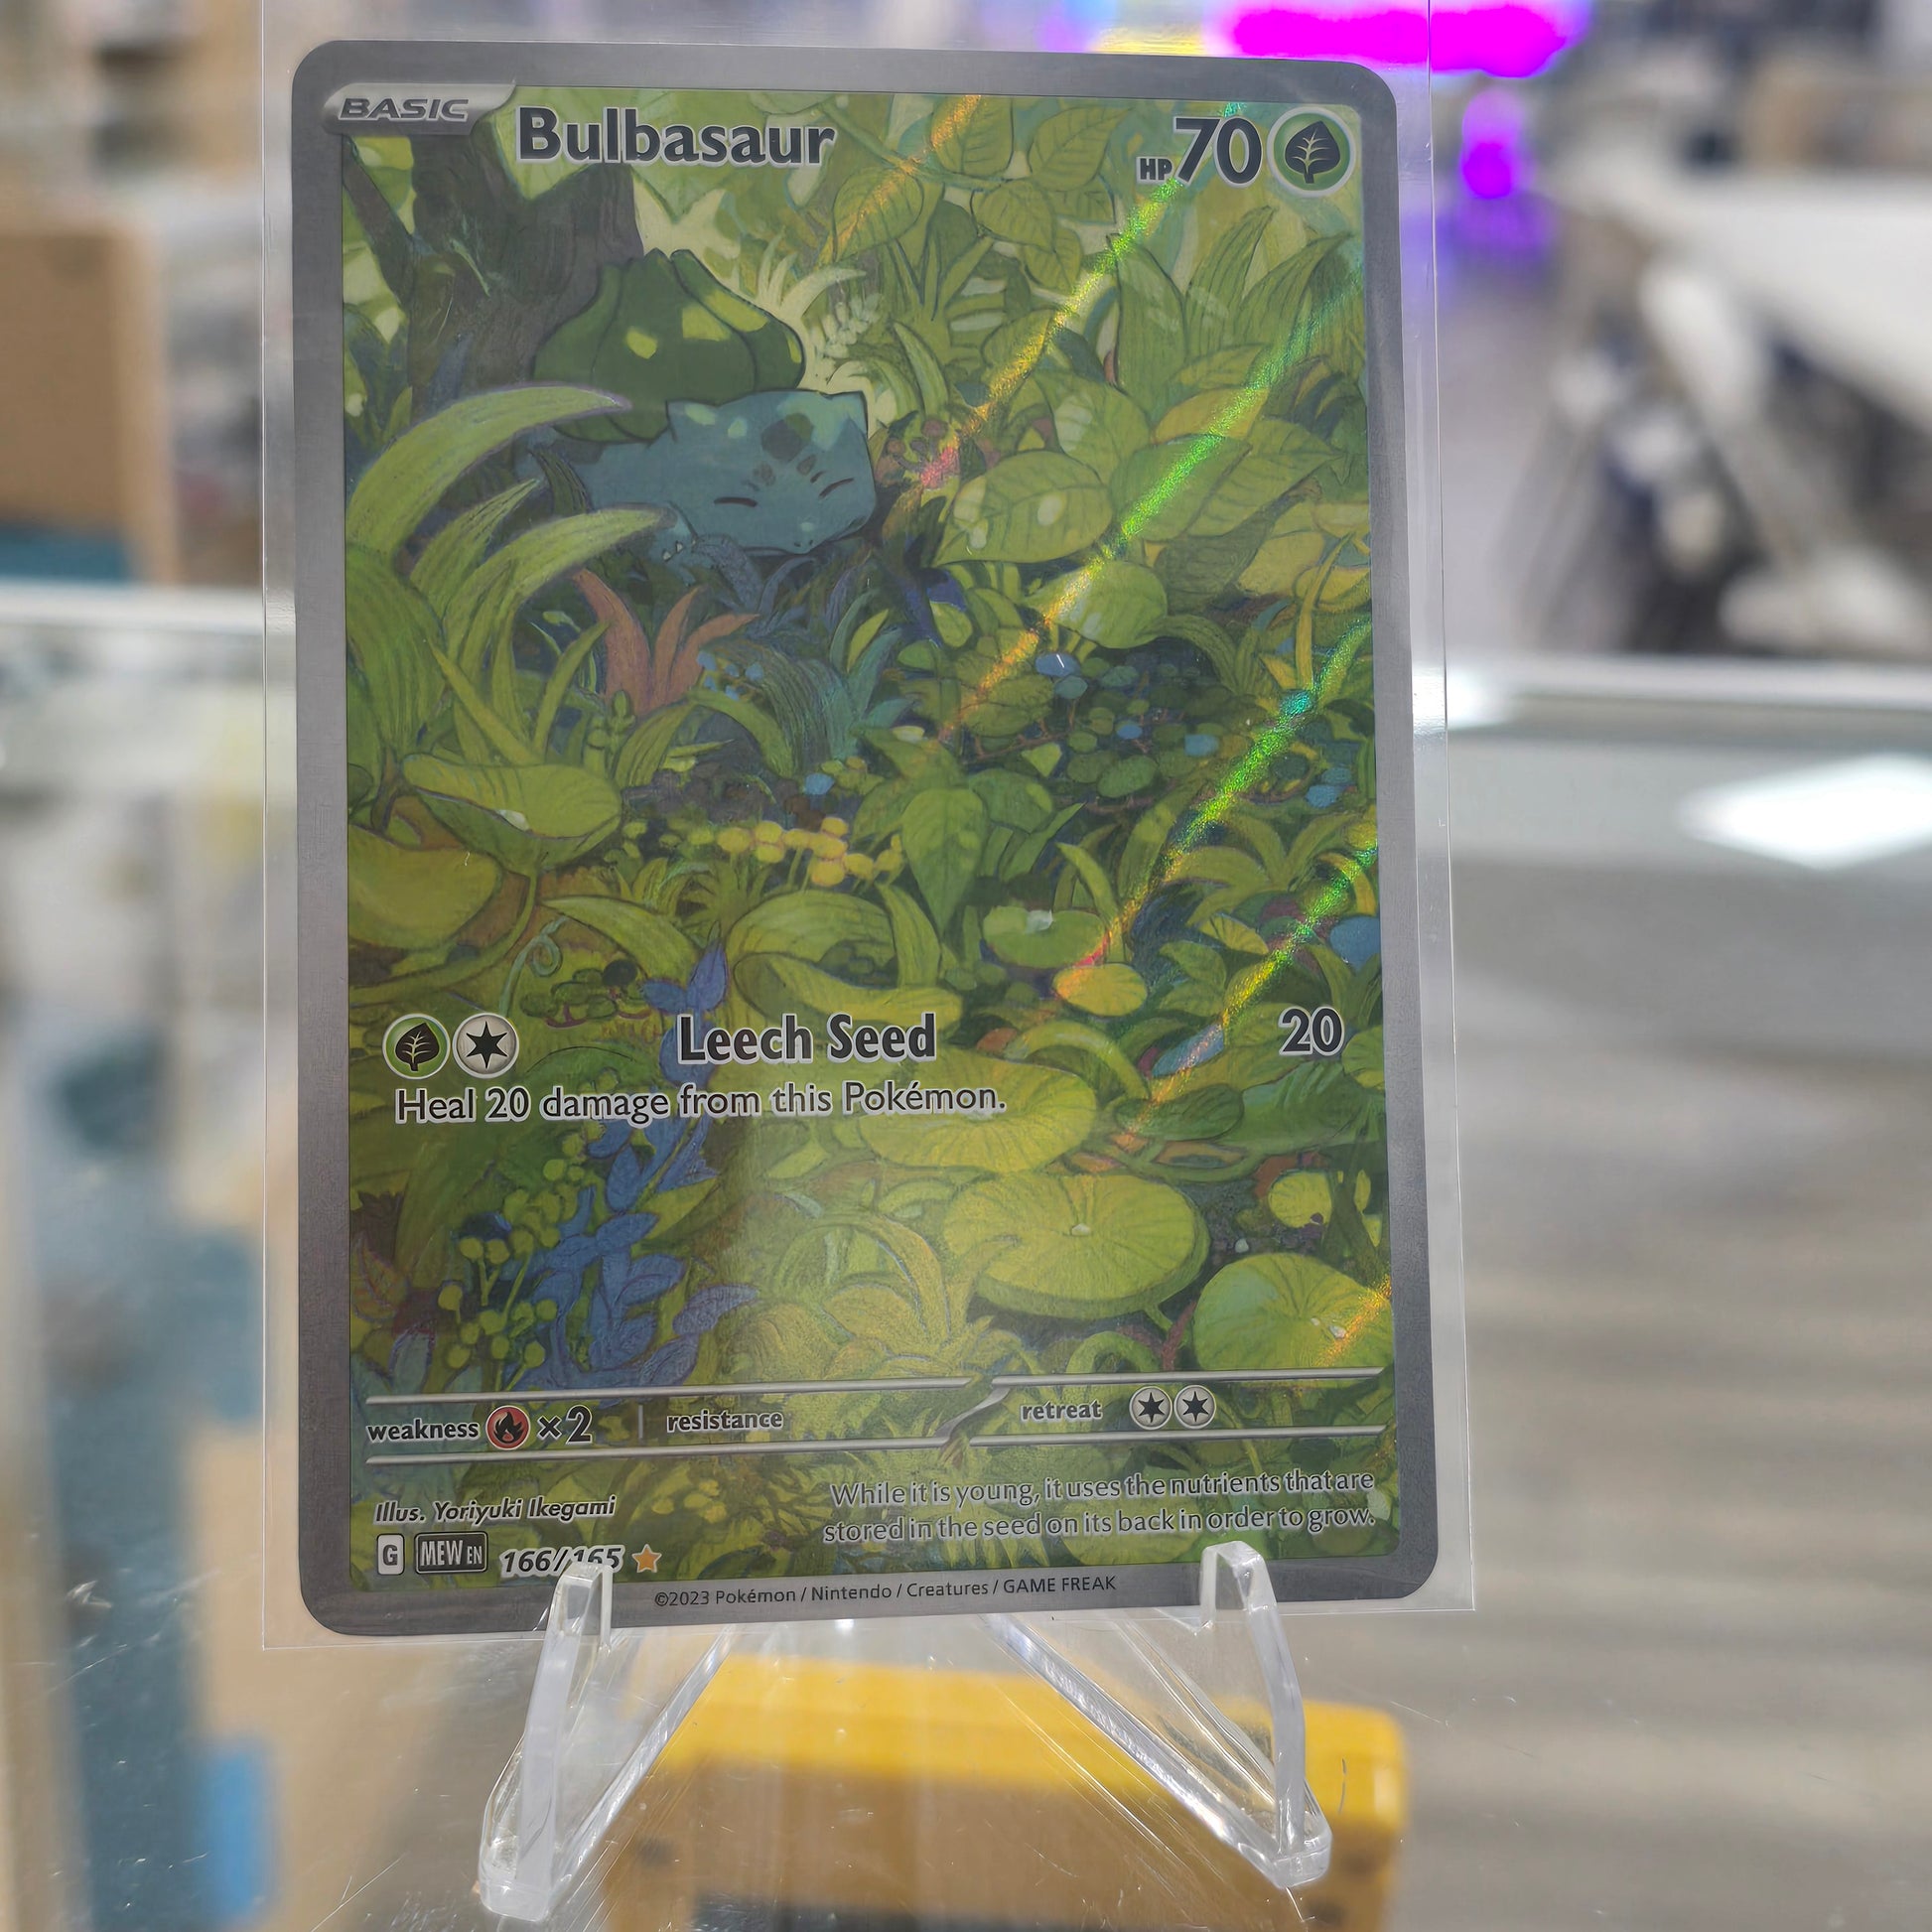 BASIC
Bulbasaur
HP 70
Leech Seed 20
Heal 20 damage from this Pokémon.
weakness ×2 resistance retreat
Illus. Yoriyuki Ikegami
While it is young, it uses the nutrients that are
stored in the seed on its back in order to grow.
G MEW EN 166/165
©2023 Pokémon / Nintendo / Creatures / GAME FREAK